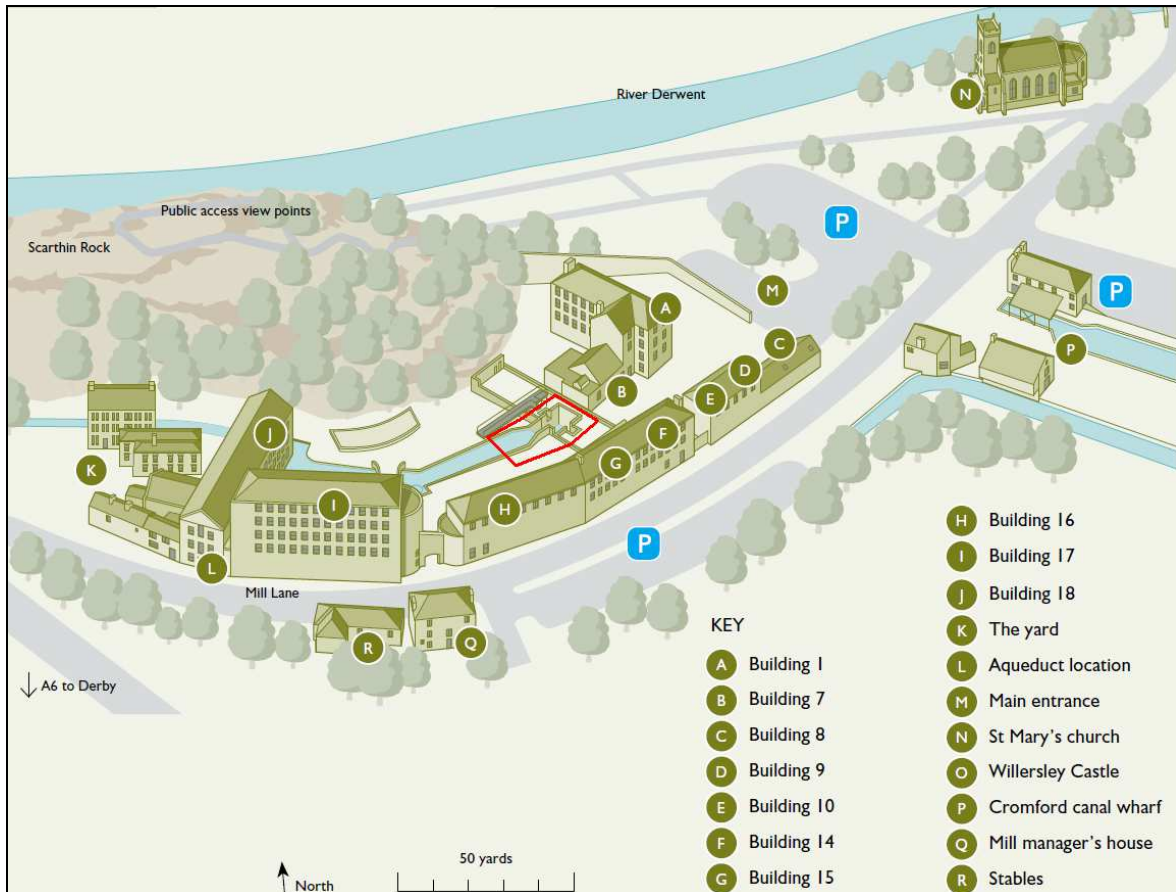 River Derwent
N
Public access view points
Scarthin Rock
P
M
A
P
C
P
D
B
E
J
F
G
K
I
H
P
L
Mill Lane
R
Q
A6 to Derby
50 yards
North
KEY
A Building 1
B Building 7
C Building 8
D Building 9
E Building 10
F Building 14
G Building 15
H Building 16
I Building 17
J Building 18
K The yard
L Aqueduct location
M Main entrance
N St Mary's church
O Willersley Castle
P Cromford canal wharf
Q Mill manager's house
R Stables